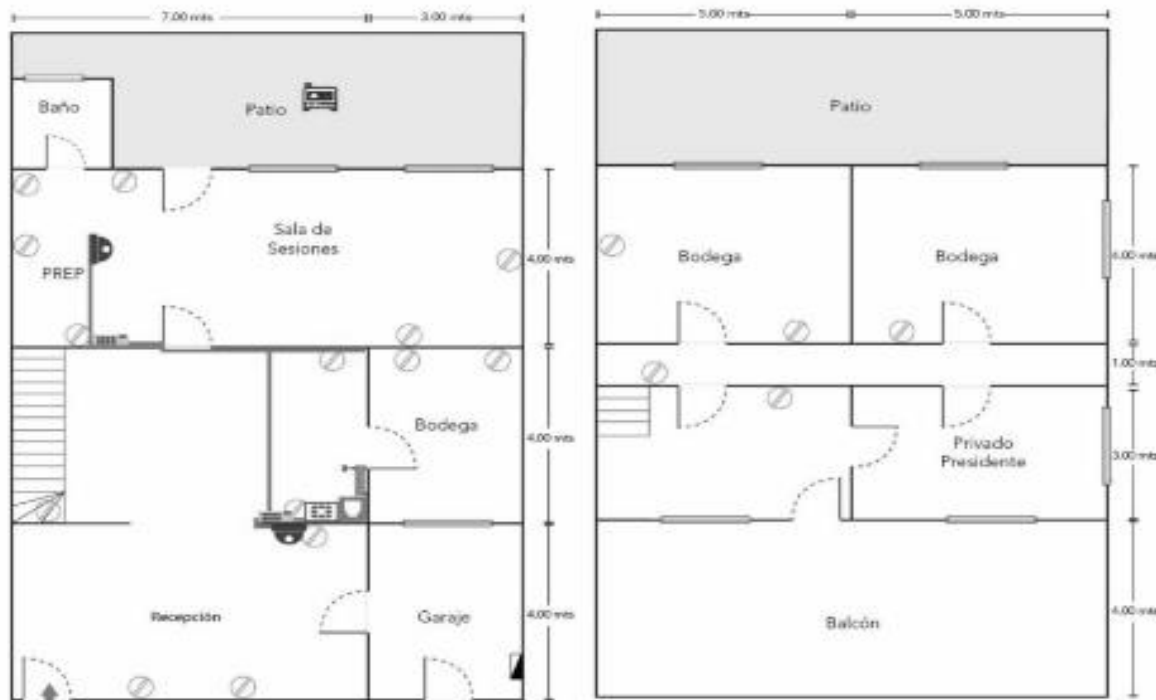 7.00 mts
3.00 mts
Baño
Patio
Sala de
Sesiones
PREP
4.00 mts
Bodega
4.00 mts
Recepción
Garaje
4.00 mts
5.00 mts
5.00 mts
Patio
Bodega
Bodega
4.00 mts
1.00 mts
Privado
Presidente
3.00 mts
Balcón
4.00 mts